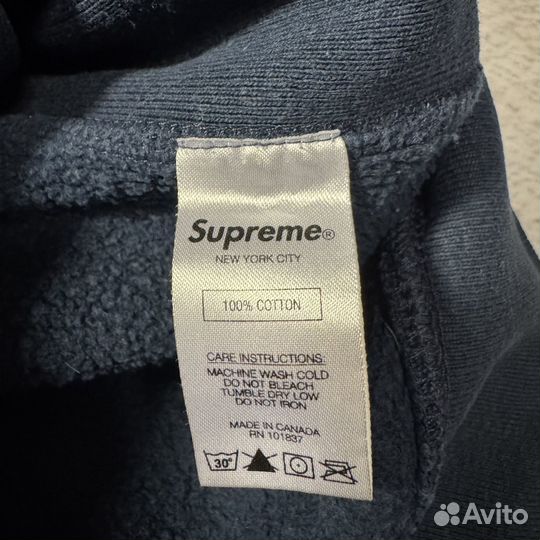 Supreme®
NEW YORK CITY
100% COTTON
CARE INSTRUCTIONS:
MACHINE WASH COLD
DO NOT BLEACH
TUMBLE DRY LOW
DO NOT IRON
MADE IN CANADA
RN 101837
30°
Avito